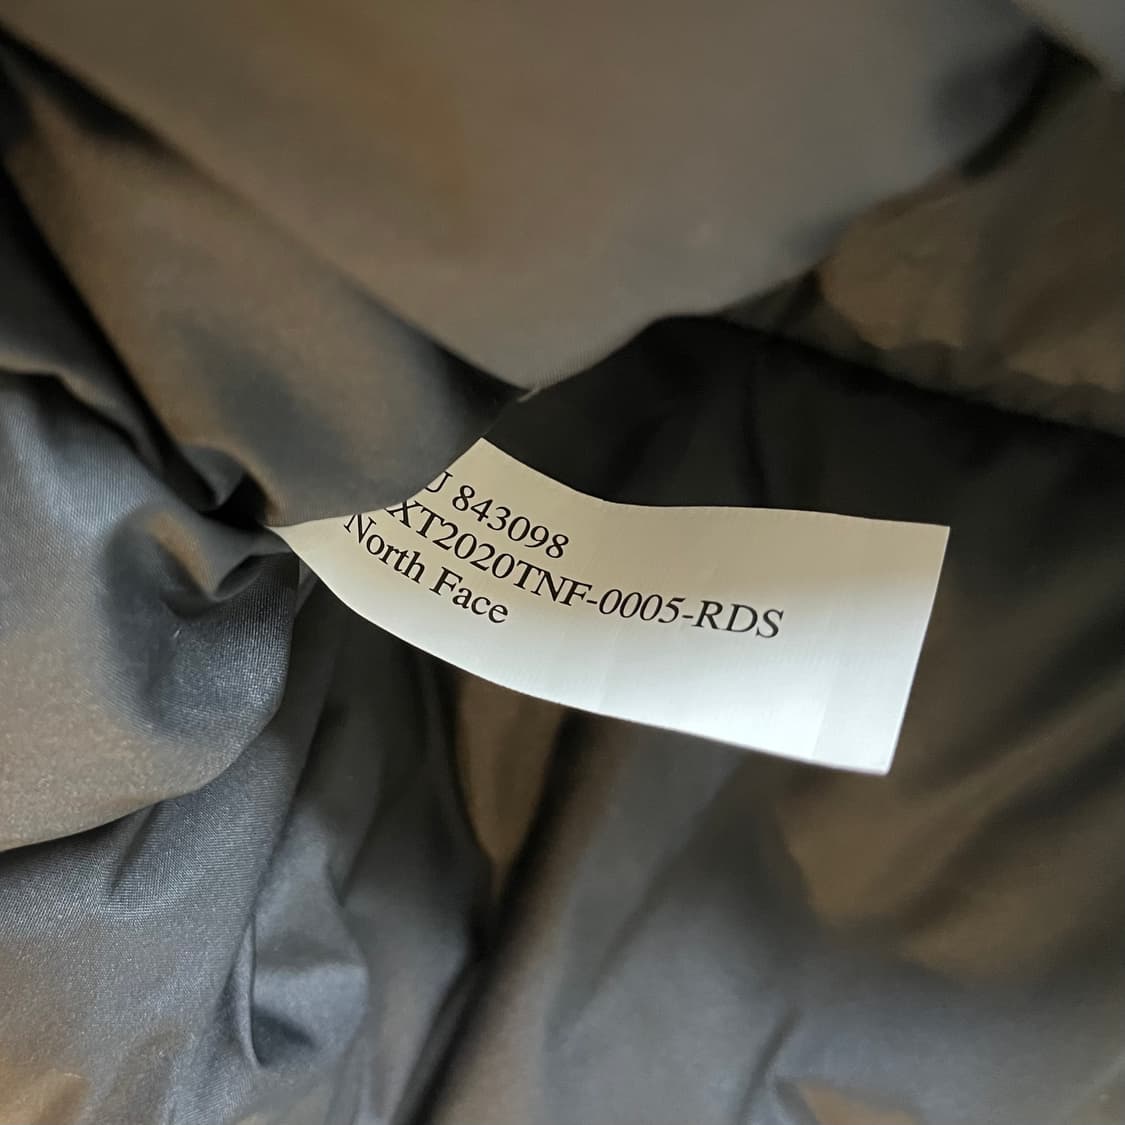 U 843098
XT2020TNF-0005-RDS
North Face